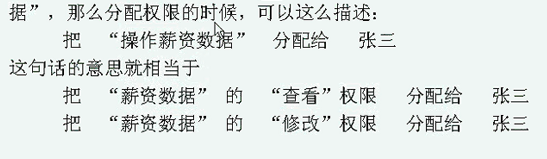 据”，那么分配权限的时候，可以这么描述：
把 “操作薪资数据” 分配给 张三
这句话的意思就相当于
把 “薪资数据” 的 “查看”权限 分配给 张三
把 “薪资数据” 的 “修改”权限 分配给 张三